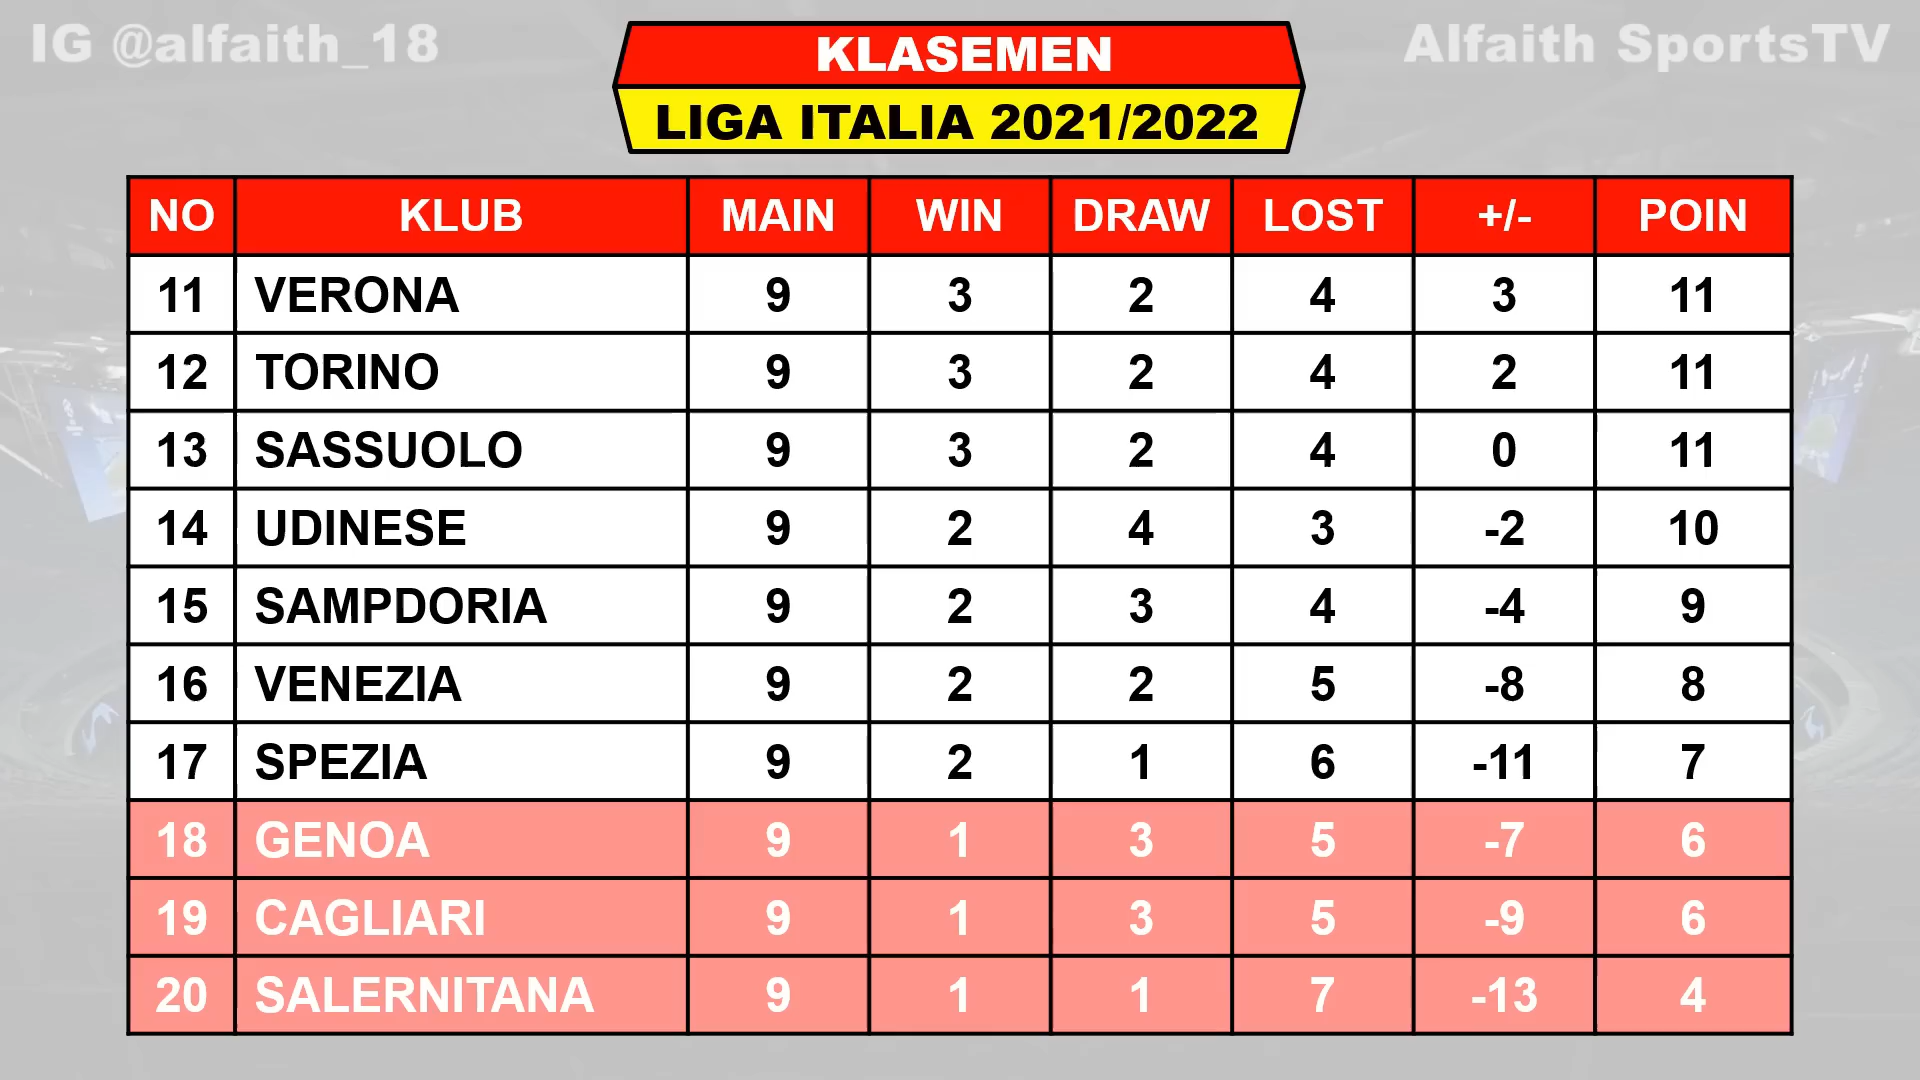 IG @alfaith_18
KLASEMEN
Alfaith SportsTV
LIGA ITALIA 2021/2022
NO KLUB MAIN WIN DRAW LOST +/- POIN
11 VERONA 9 3 2 4 3 11
12 TORINO 9 3 2 4 2 11
13 SASSUOLO 9 3 2 4 0 11
14 UDINESE 9 2 4 3 -2 10
15 SAMPDORIA 9 2 3 4 -4 9
16 VENEZIA 9 2 2 5 -8 8
17 SPEZIA 9 2 1 6 -11 7
18 GENOA 9 1 3 5 -7 6
19 CAGLIARI 9 1 3 5 -9 6
20 SALERNITANA 9 1 1 7 -13 4